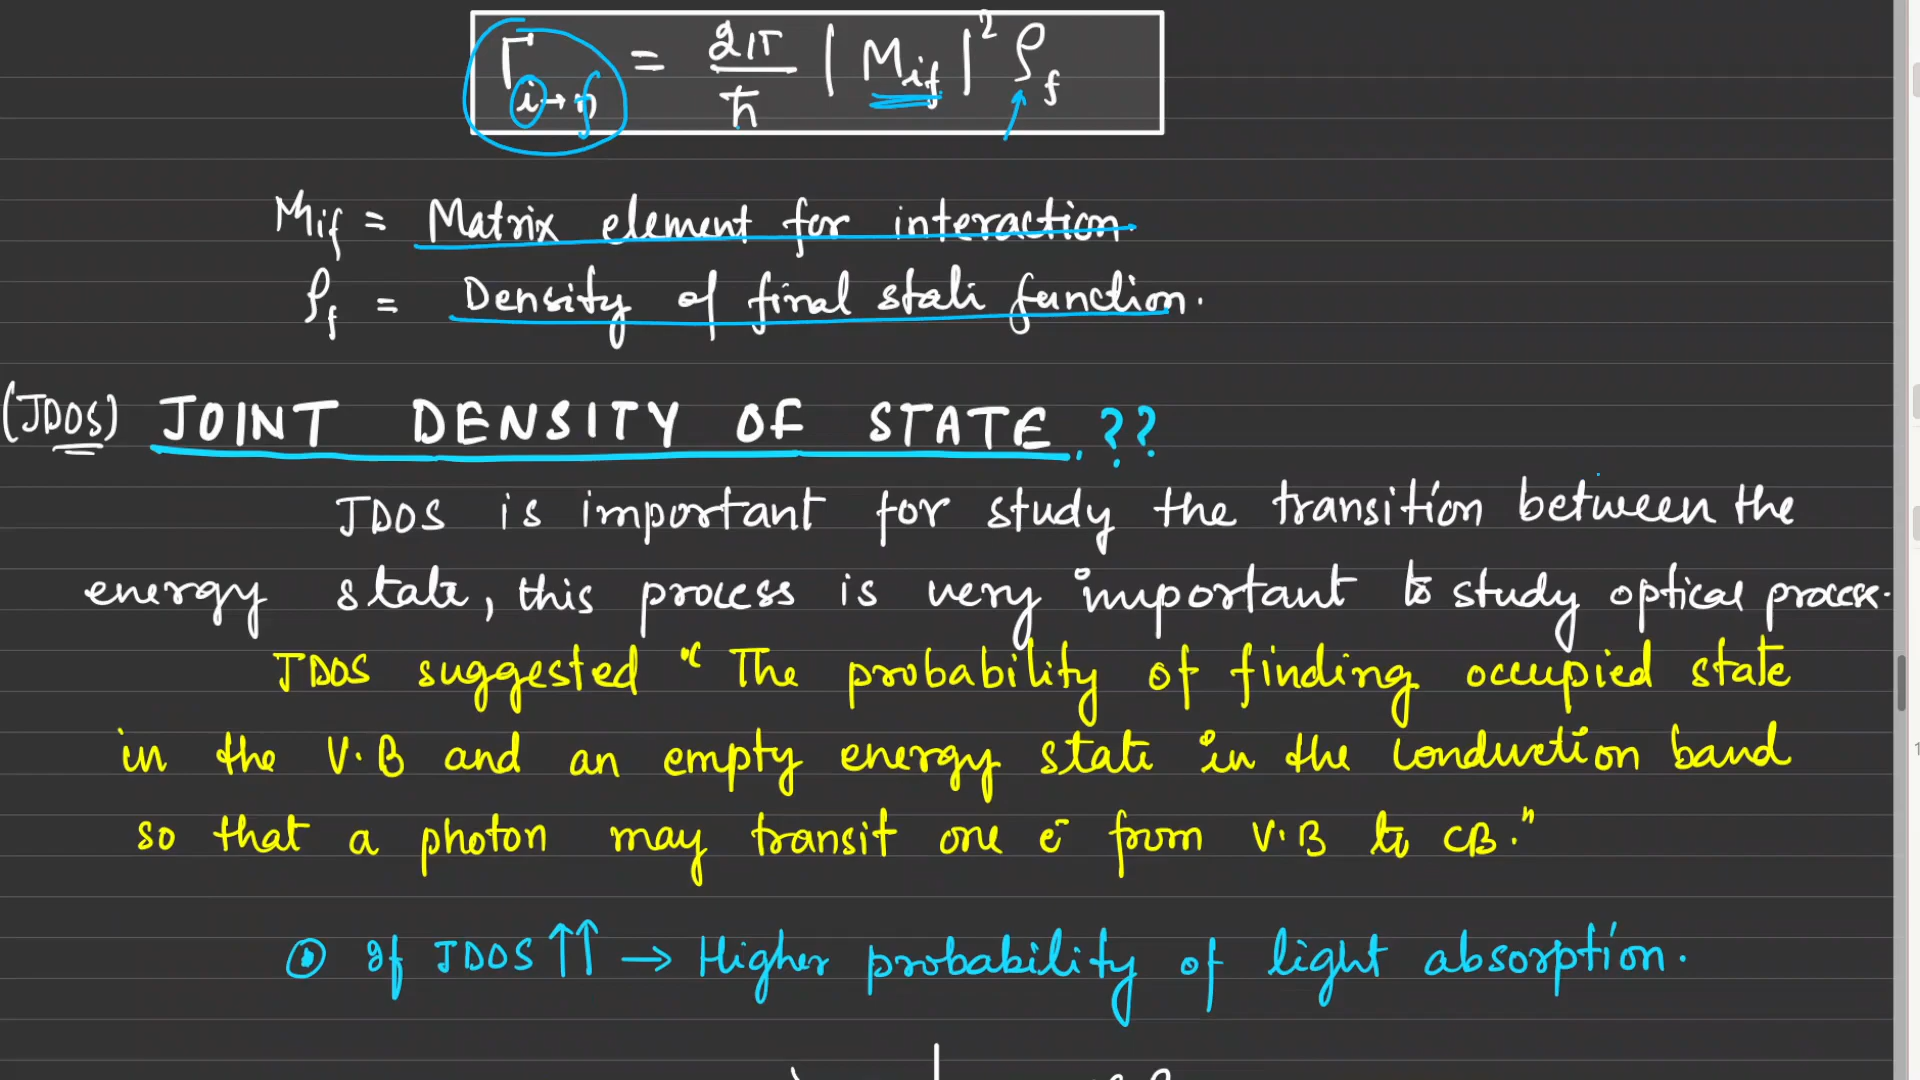 Γi→f = 2π/ħ |Mif|² ρf
Mif = Matrix element for interaction.
ρf = Density of final state function.
(JDOS) JOINT DENSITY OF STATE. ??
JDOS is important for study the transition between the
energy state, this process is very important to study optical process.
JDOS suggested "The probability of finding occupied state
in the V.B and an empty energy state in the conduction band
so that a photon may transit one e⁻ from V.B to CB."
① If JDOS ↑↑ → Higher probability of light absorption.